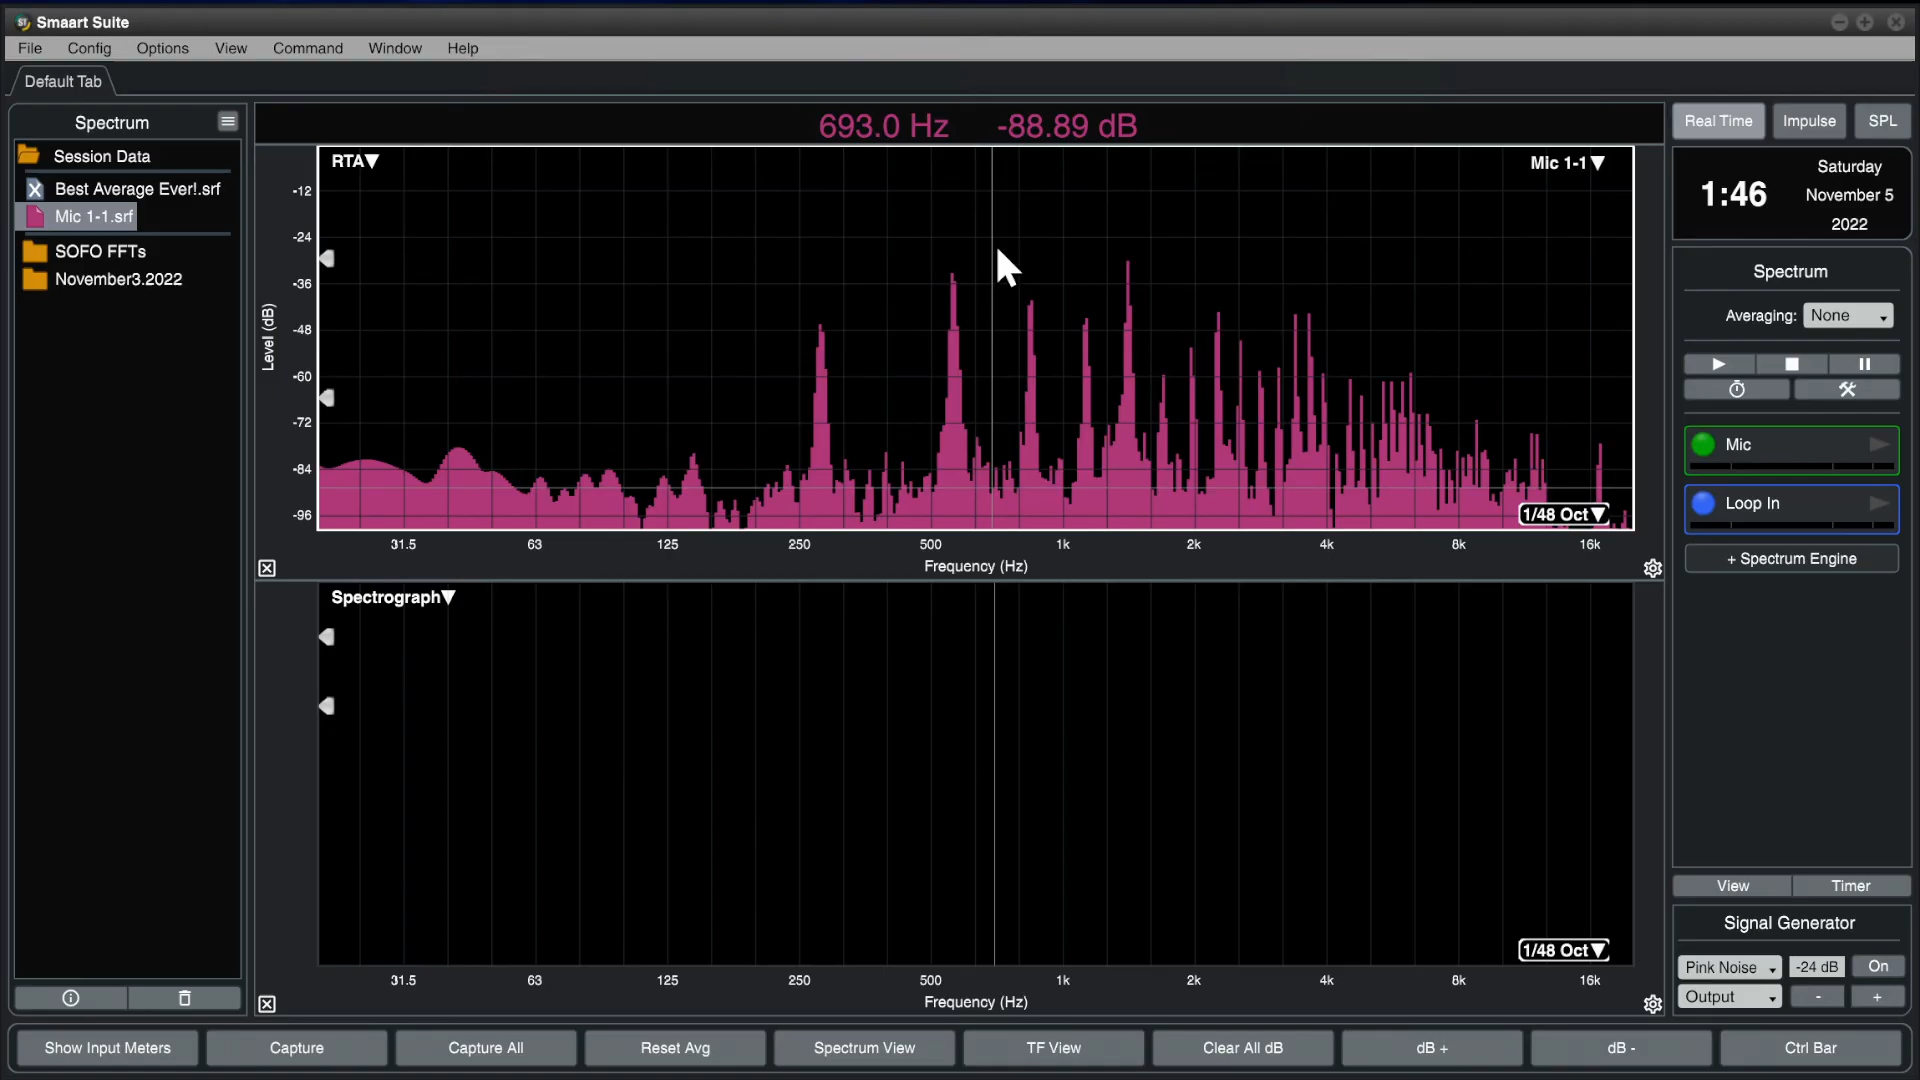 Smaart Suite
File Config Options View Command Window Help
Default Tab
Spectrum
Session Data
Best Average Ever!.srf
Mic 1-1.srf
SOFO FFTs
November3.2022
693.0 Hz -88.89 dB
RTA▼
Mic 1-1▼
Level (dB)
-12
-24
-36
-48
-60
-72
-84
-96
1/48 Oct▼
31.5 63 125 250 500 1k 2k 4k 8k 16k
Frequency (Hz)
Spectrograph▼
1/48 Oct▼
31.5 63 125 250 500 1k 2k 4k 8k 16k
Frequency (Hz)
Real Time Impulse SPL
1:46
Saturday
November 5
2022
Spectrum
Averaging: None
Mic
Loop In
+ Spectrum Engine
View Timer
Signal Generator
Pink Noise -24 dB On
Output - +
Show Input Meters Capture Capture All Reset Avg Spectrum View TF View Clear All dB dB + dB - Ctrl Bar